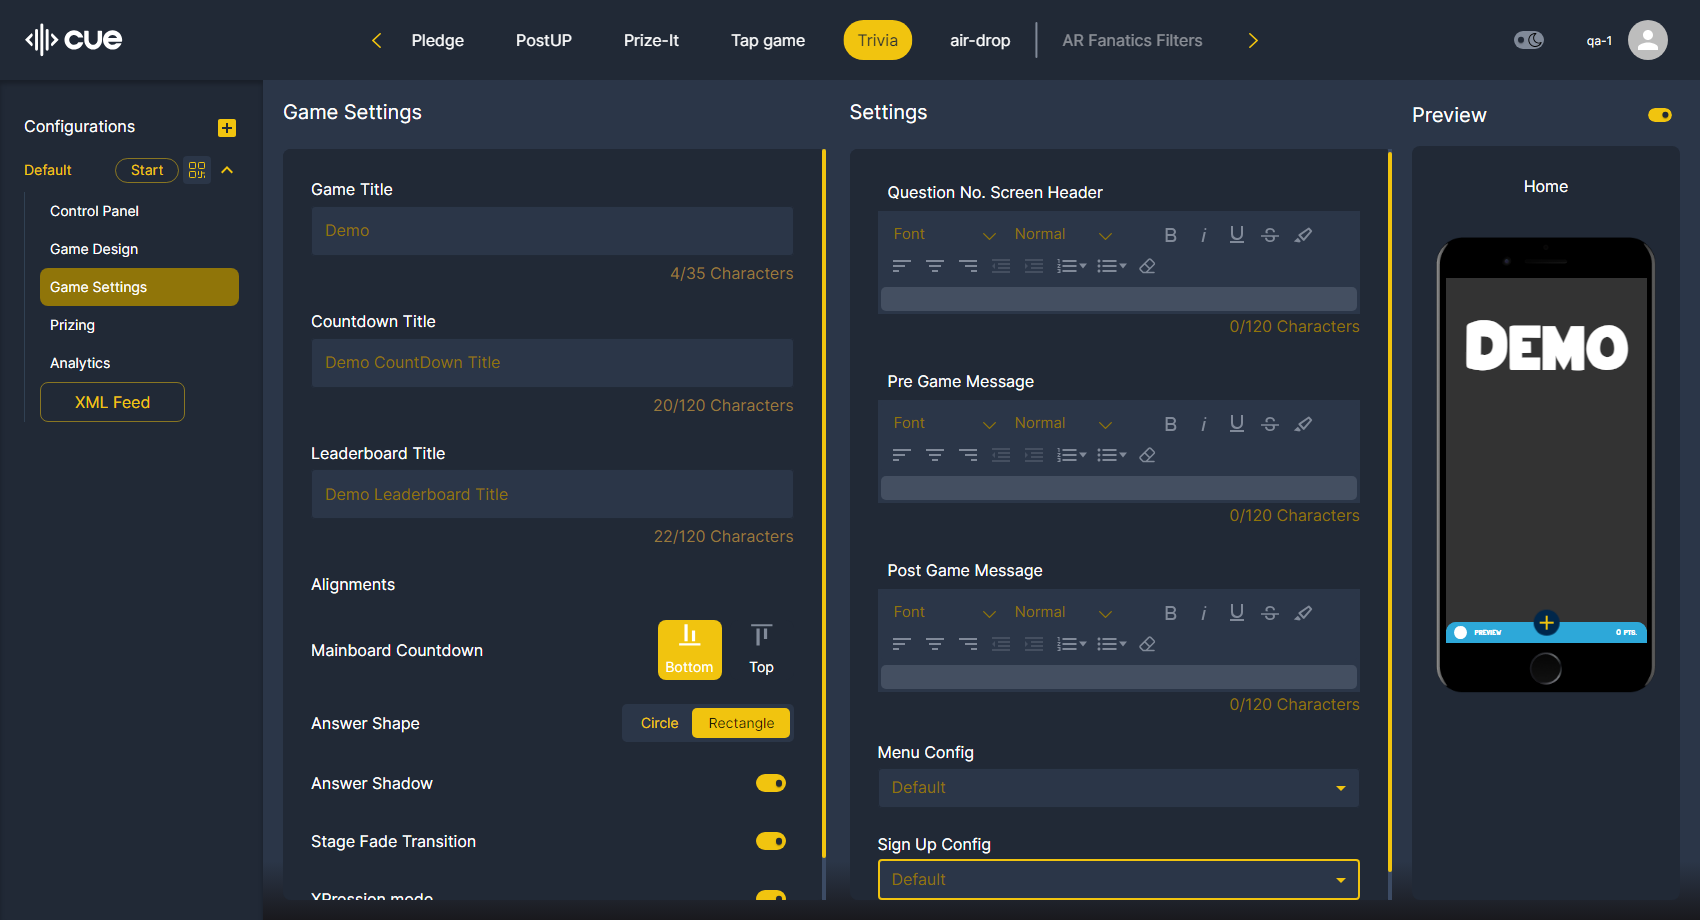 cue
Pledge
PostUP
Prize-It
Tap game
Trivia
air-drop
AR Fanatics Filters
qa-1
Configurations
Default
Start
Control Panel
Game Design
Game Settings
Prizing
Analytics
XML Feed
Game Settings
Game Title
Demo
4/35 Characters
Countdown Title
Demo CountDown Title
20/120 Characters
Leaderboard Title
Demo Leaderboard Title
22/120 Characters
Alignments
Mainboard Countdown
Bottom
Top
Answer Shape
Circle
Rectangle
Answer Shadow
Stage Fade Transition
XPression mode
Settings
Question No. Screen Header
Font
Normal
0/120 Characters
Pre Game Message
Font
Normal
0/120 Characters
Post Game Message
Font
Normal
0/120 Characters
Menu Config
Default
Sign Up Config
Default
Preview
Home
DEMO
PREVIEW
0 PTS.